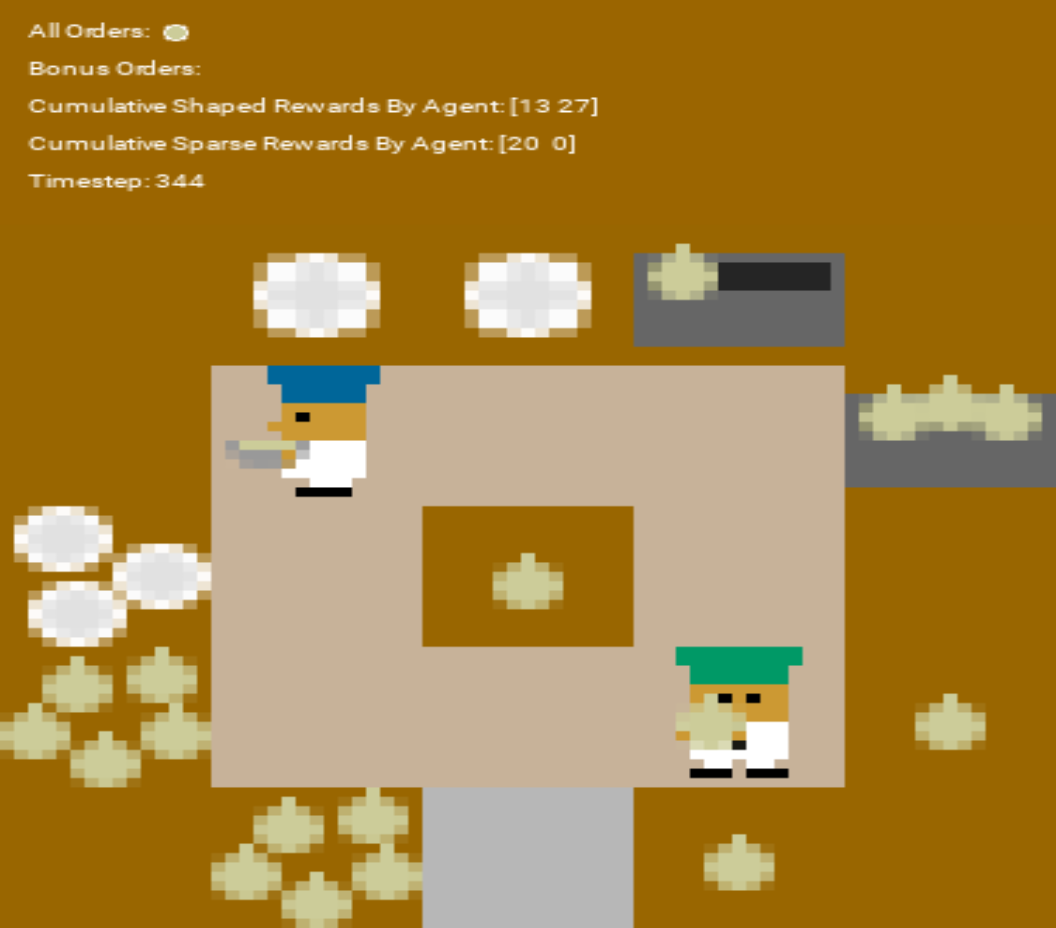 All Orders:
Bonus Orders:
Cumulative Shaped Rewards By Agent: [13 27]
Cumulative Sparse Rewards By Agent: [20  0]
Timestep: 344